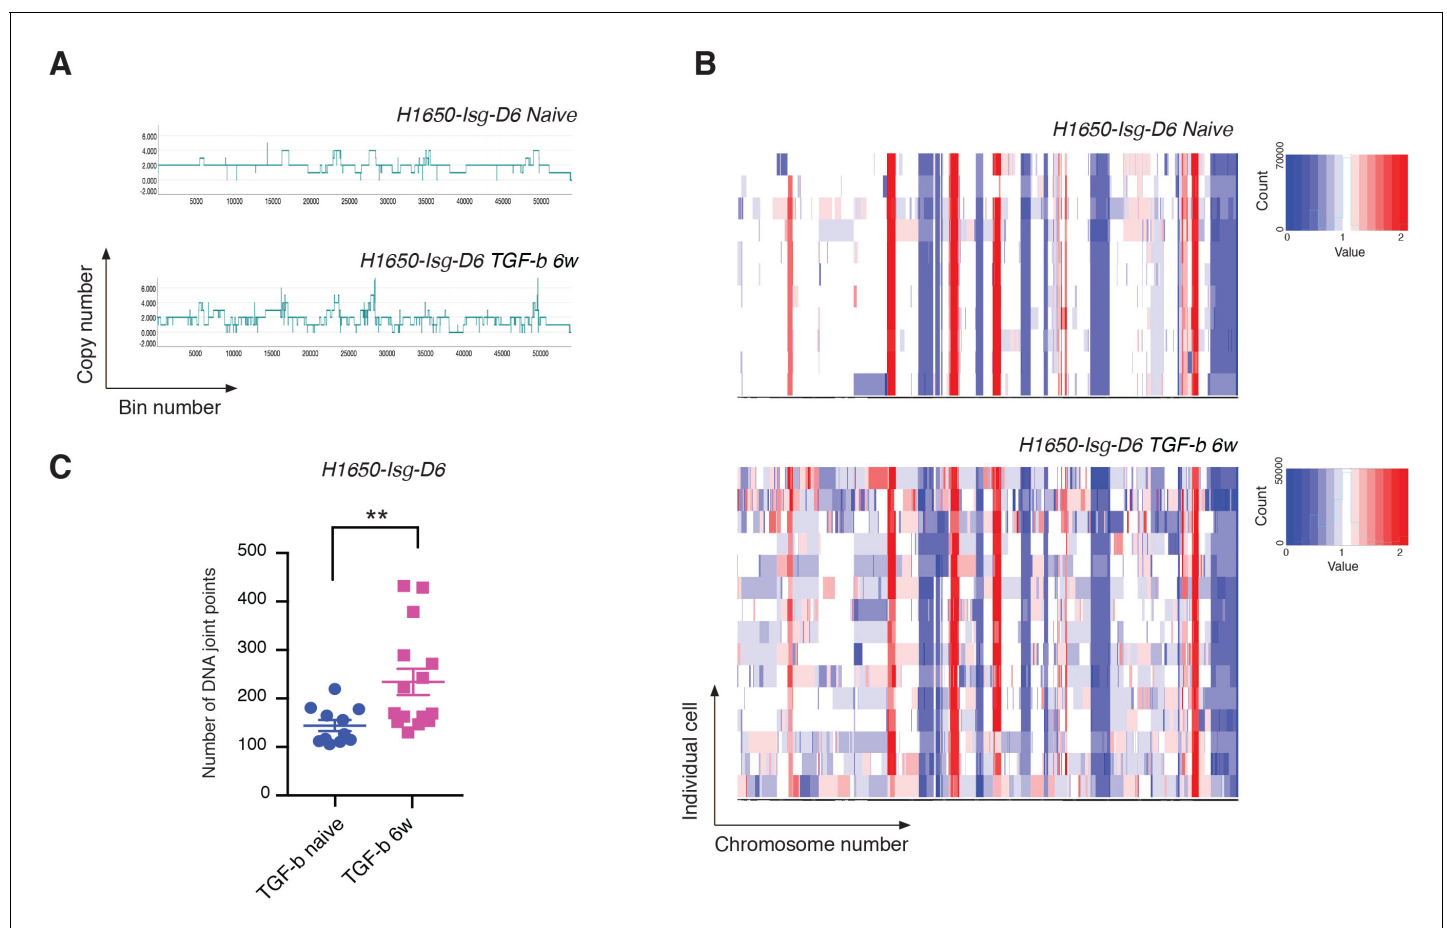 A
H1650-Isg-D6 Naive
6.000
4.000
2.000
0.000
-2.000
5000 10000 15000 20000 25000 30000 35000 40000 45000 50000
H1650-Isg-D6 TGF-b 6w
6.000
4.000
2.000
0.000
-2.000
5000 10000 15000 20000 25000 30000 35000 40000 45000 50000
Copy number
Bin number
B
H1650-Isg-D6 Naive
Count
0 70000
0 1 2
Value
H1650-Isg-D6 TGF-b 6w
Count
0 50000
0 1 2
Value
Individual cell
Chromosome number
C
H1650-Isg-D6
**
Number of DNA joint points
500
400
300
200
100
0
TGF-b naive
TGF-b 6w